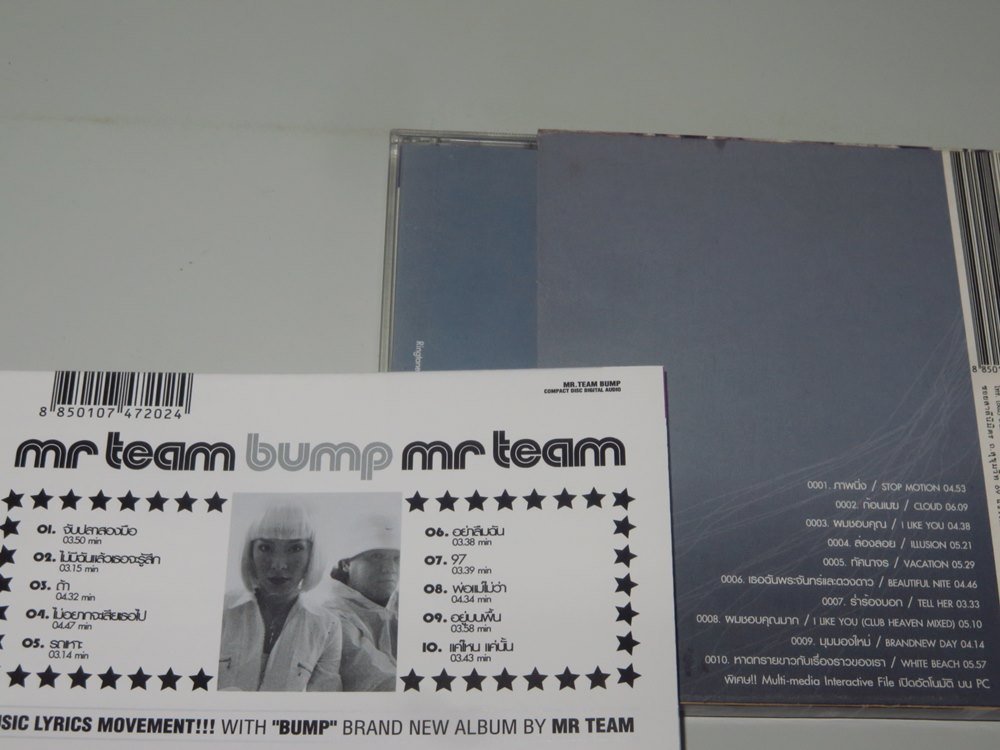 Ringtone
8 850
0001. ภาพนิ่ง / STOP MOTION 04.53
0002. ก้อนเมฆ / CLOUD 06.09
0003. ผมชอบคุณ / I LIKE YOU 04.38
0004. ล่องลอย / ILLUSION 05.21
0005. ทัศนาจร / VACATION 05.29
0006. เธอฉันพระจันทร์และดวงดาว / BEAUTIFUL NITE 04.46
0007. ร่ำร้องบอก / TELL HER 03.33
0008. ผมชอบคุณมาก / I LIKE YOU (CLUB HEAVEN MIXED) 05.10
0009. มุมมองใหม่ / BRANDNEW DAY 04.14
0010. หาดทรายขาวกับเรื่องราวของเรา / WHITE BEACH 05.57
พิเศษ!! Multi-media Interactive File เปิดอัตโนมัติ บน PC
8 850107 472024
MR.TEAM BUMP
COMPACT DISC DIGITAL AUDIO
mr team bump mr team
01. จับปลาสองมือ
03.50 min
02. ไม่มีฉันแล้วเธอจะรู้สึก
03.15 min
03. ถ้า
04.32 min
04. ไม่อยากจะเสียเธอไป
04.47 min
05. รถเหาะ
03.14 min
06. อย่าลืมฉัน
03.38 min
07. 97
03.39 min
08. พ่อแม่ไม่ว่า
04.34 min
09. อยู่บนพื้น
03.58 min
10. แค่ไหน แค่นั้น
03.43 min
USIC LYRICS MOVEMENT!!! WITH "BUMP" BRAND NEW ALBUM BY MR TEAM